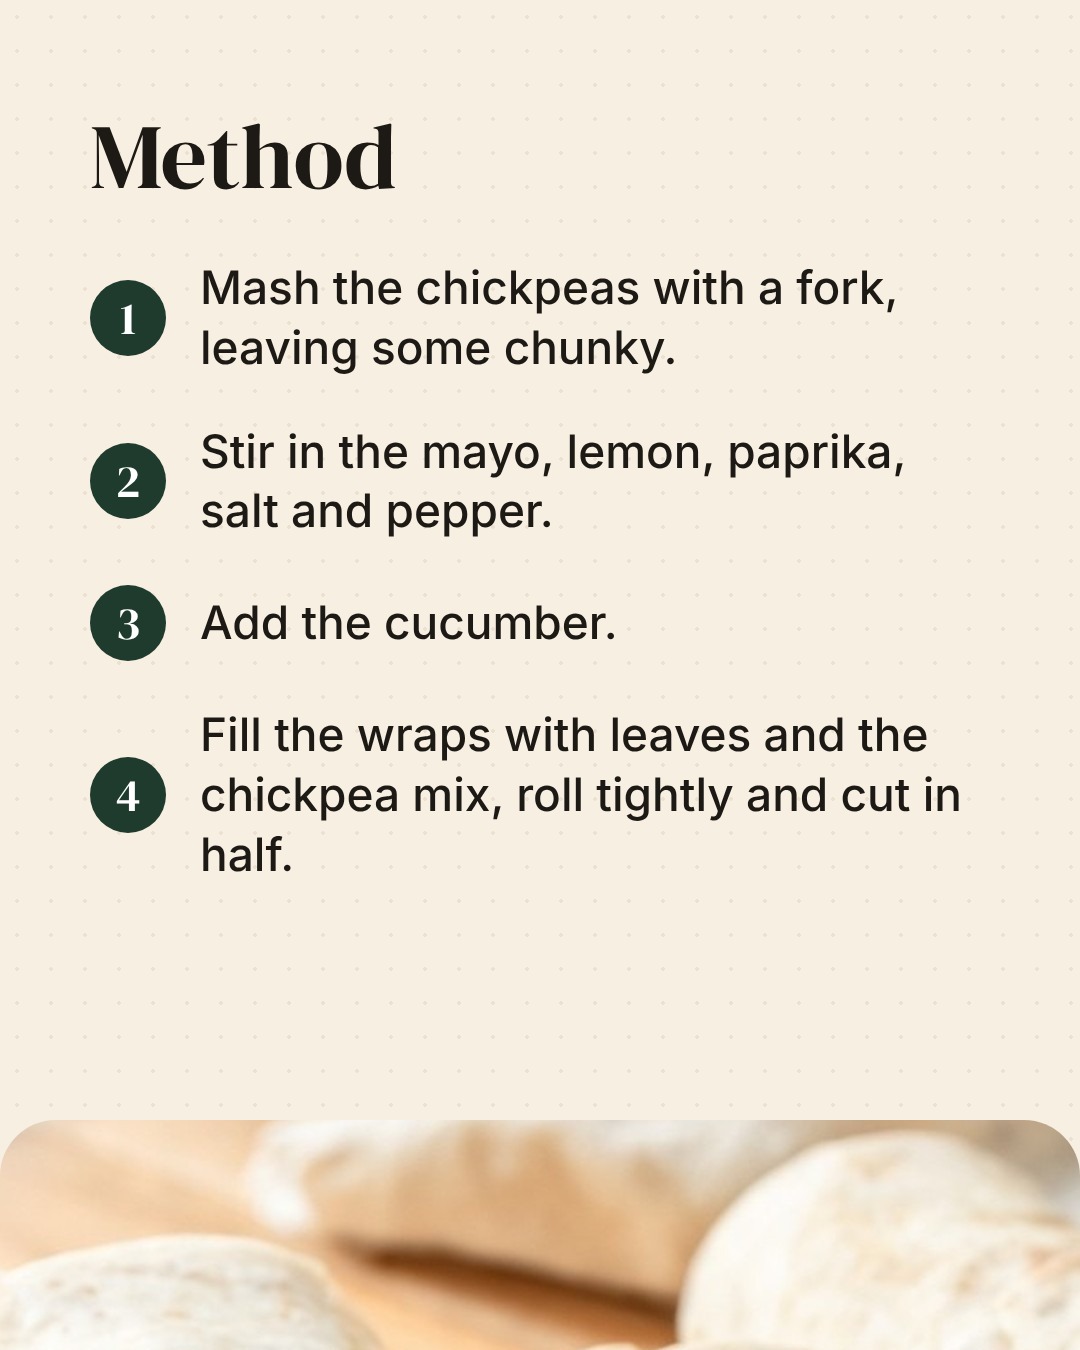 Method
1
Mash the chickpeas with a fork,
leaving some chunky.
2
Stir in the mayo, lemon, paprika,
salt and pepper.
3
Add the cucumber.
4
Fill the wraps with leaves and the
chickpea mix, roll tightly and cut in
half.